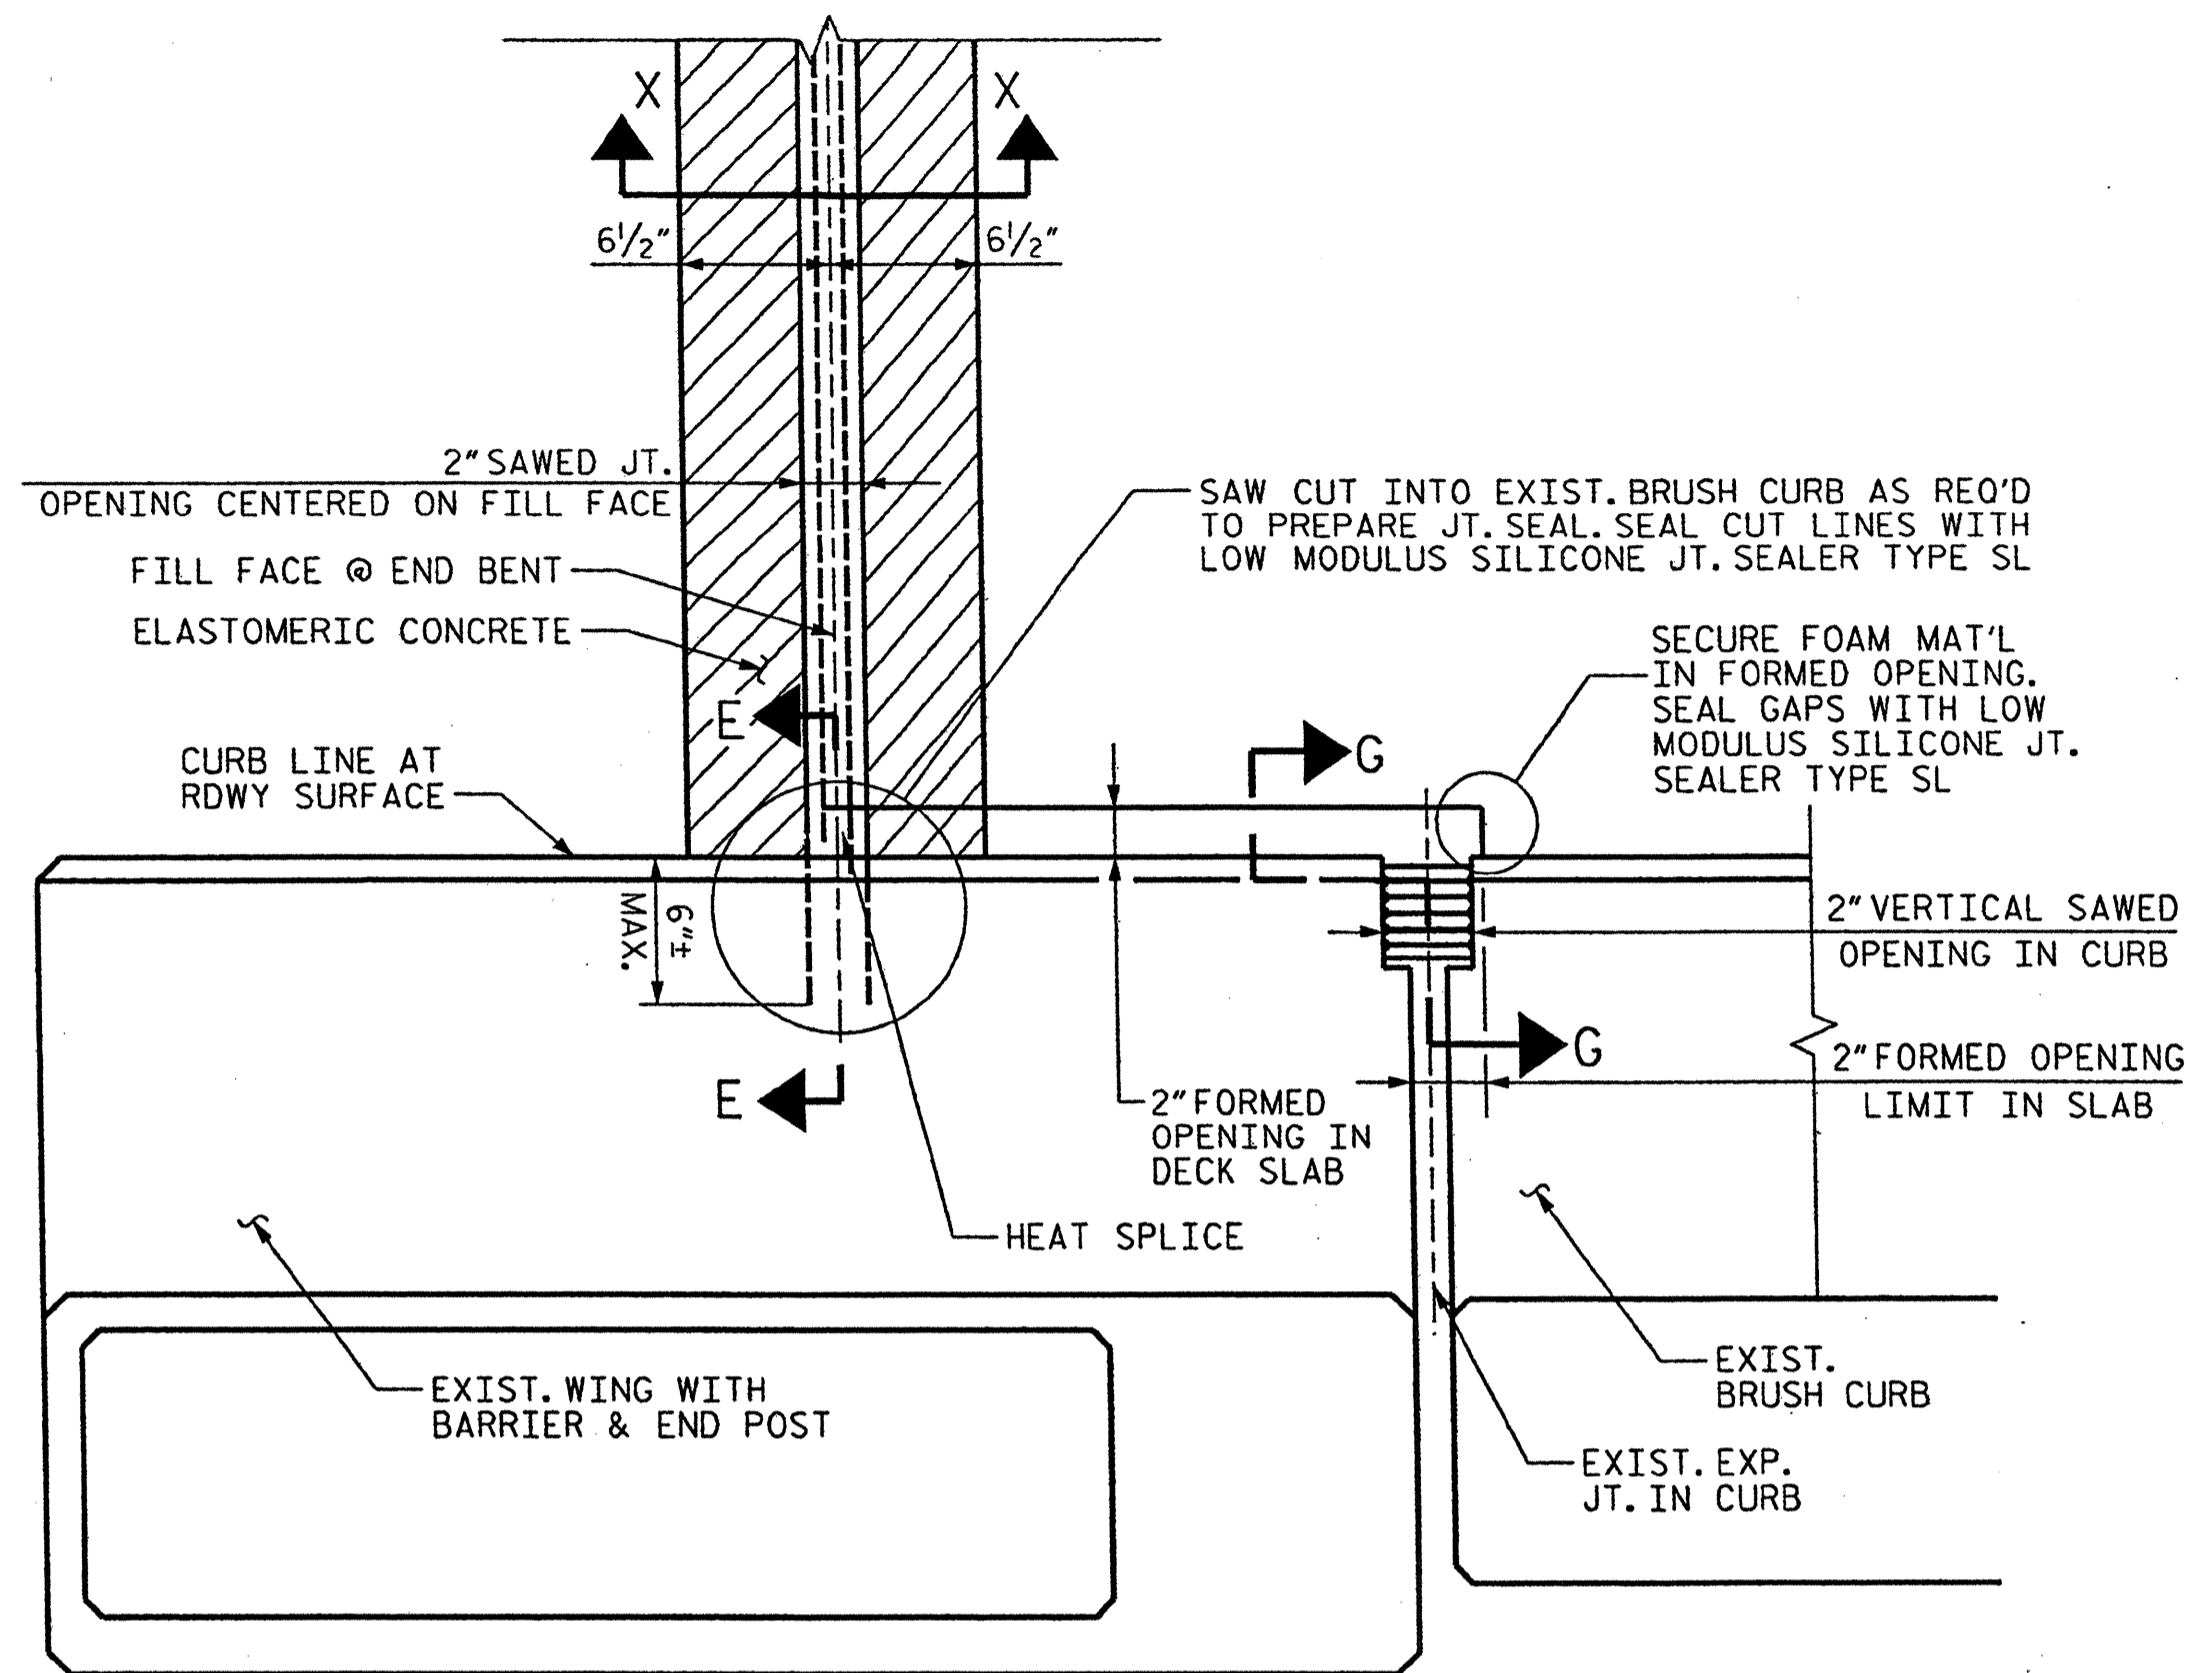 X X
6 1/2" 6 1/2"
2" SAWED JT.
OPENING CENTERED ON FILL FACE
FILL FACE @ END BENT
ELASTOMERIC CONCRETE
SAW CUT INTO EXIST. BRUSH CURB AS REQ'D
TO PREPARE JT. SEAL. SEAL CUT LINES WITH
LOW MODULUS SILICONE JT. SEALER TYPE SL
SECURE FOAM MAT'L
IN FORMED OPENING.
SEAL GAPS WITH LOW
MODULUS SILICONE JT.
SEALER TYPE SL
E
G
CURB LINE AT
RDWY SURFACE
6"±
MAX.
2" VERTICAL SAWED
OPENING IN CURB
G
2" FORMED OPENING
LIMIT IN SLAB
E
2" FORMED
OPENING IN
DECK SLAB
HEAT SPLICE
EXIST. WING WITH
BARRIER & END POST
EXIST.
BRUSH CURB
EXIST. EXP.
JT. IN CURB